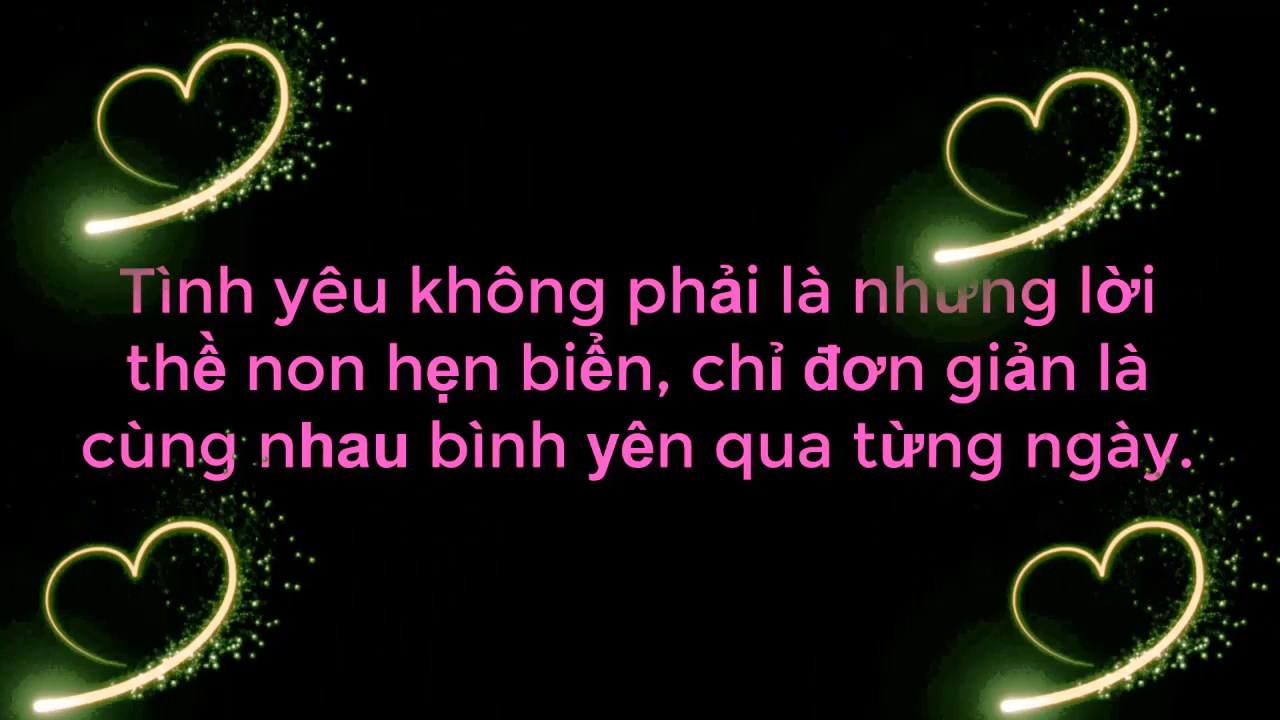 Tình yêu không phải là những lời
thề non hẹn biển, chỉ đơn giản là
cùng nhau bình yên qua từng ngày.